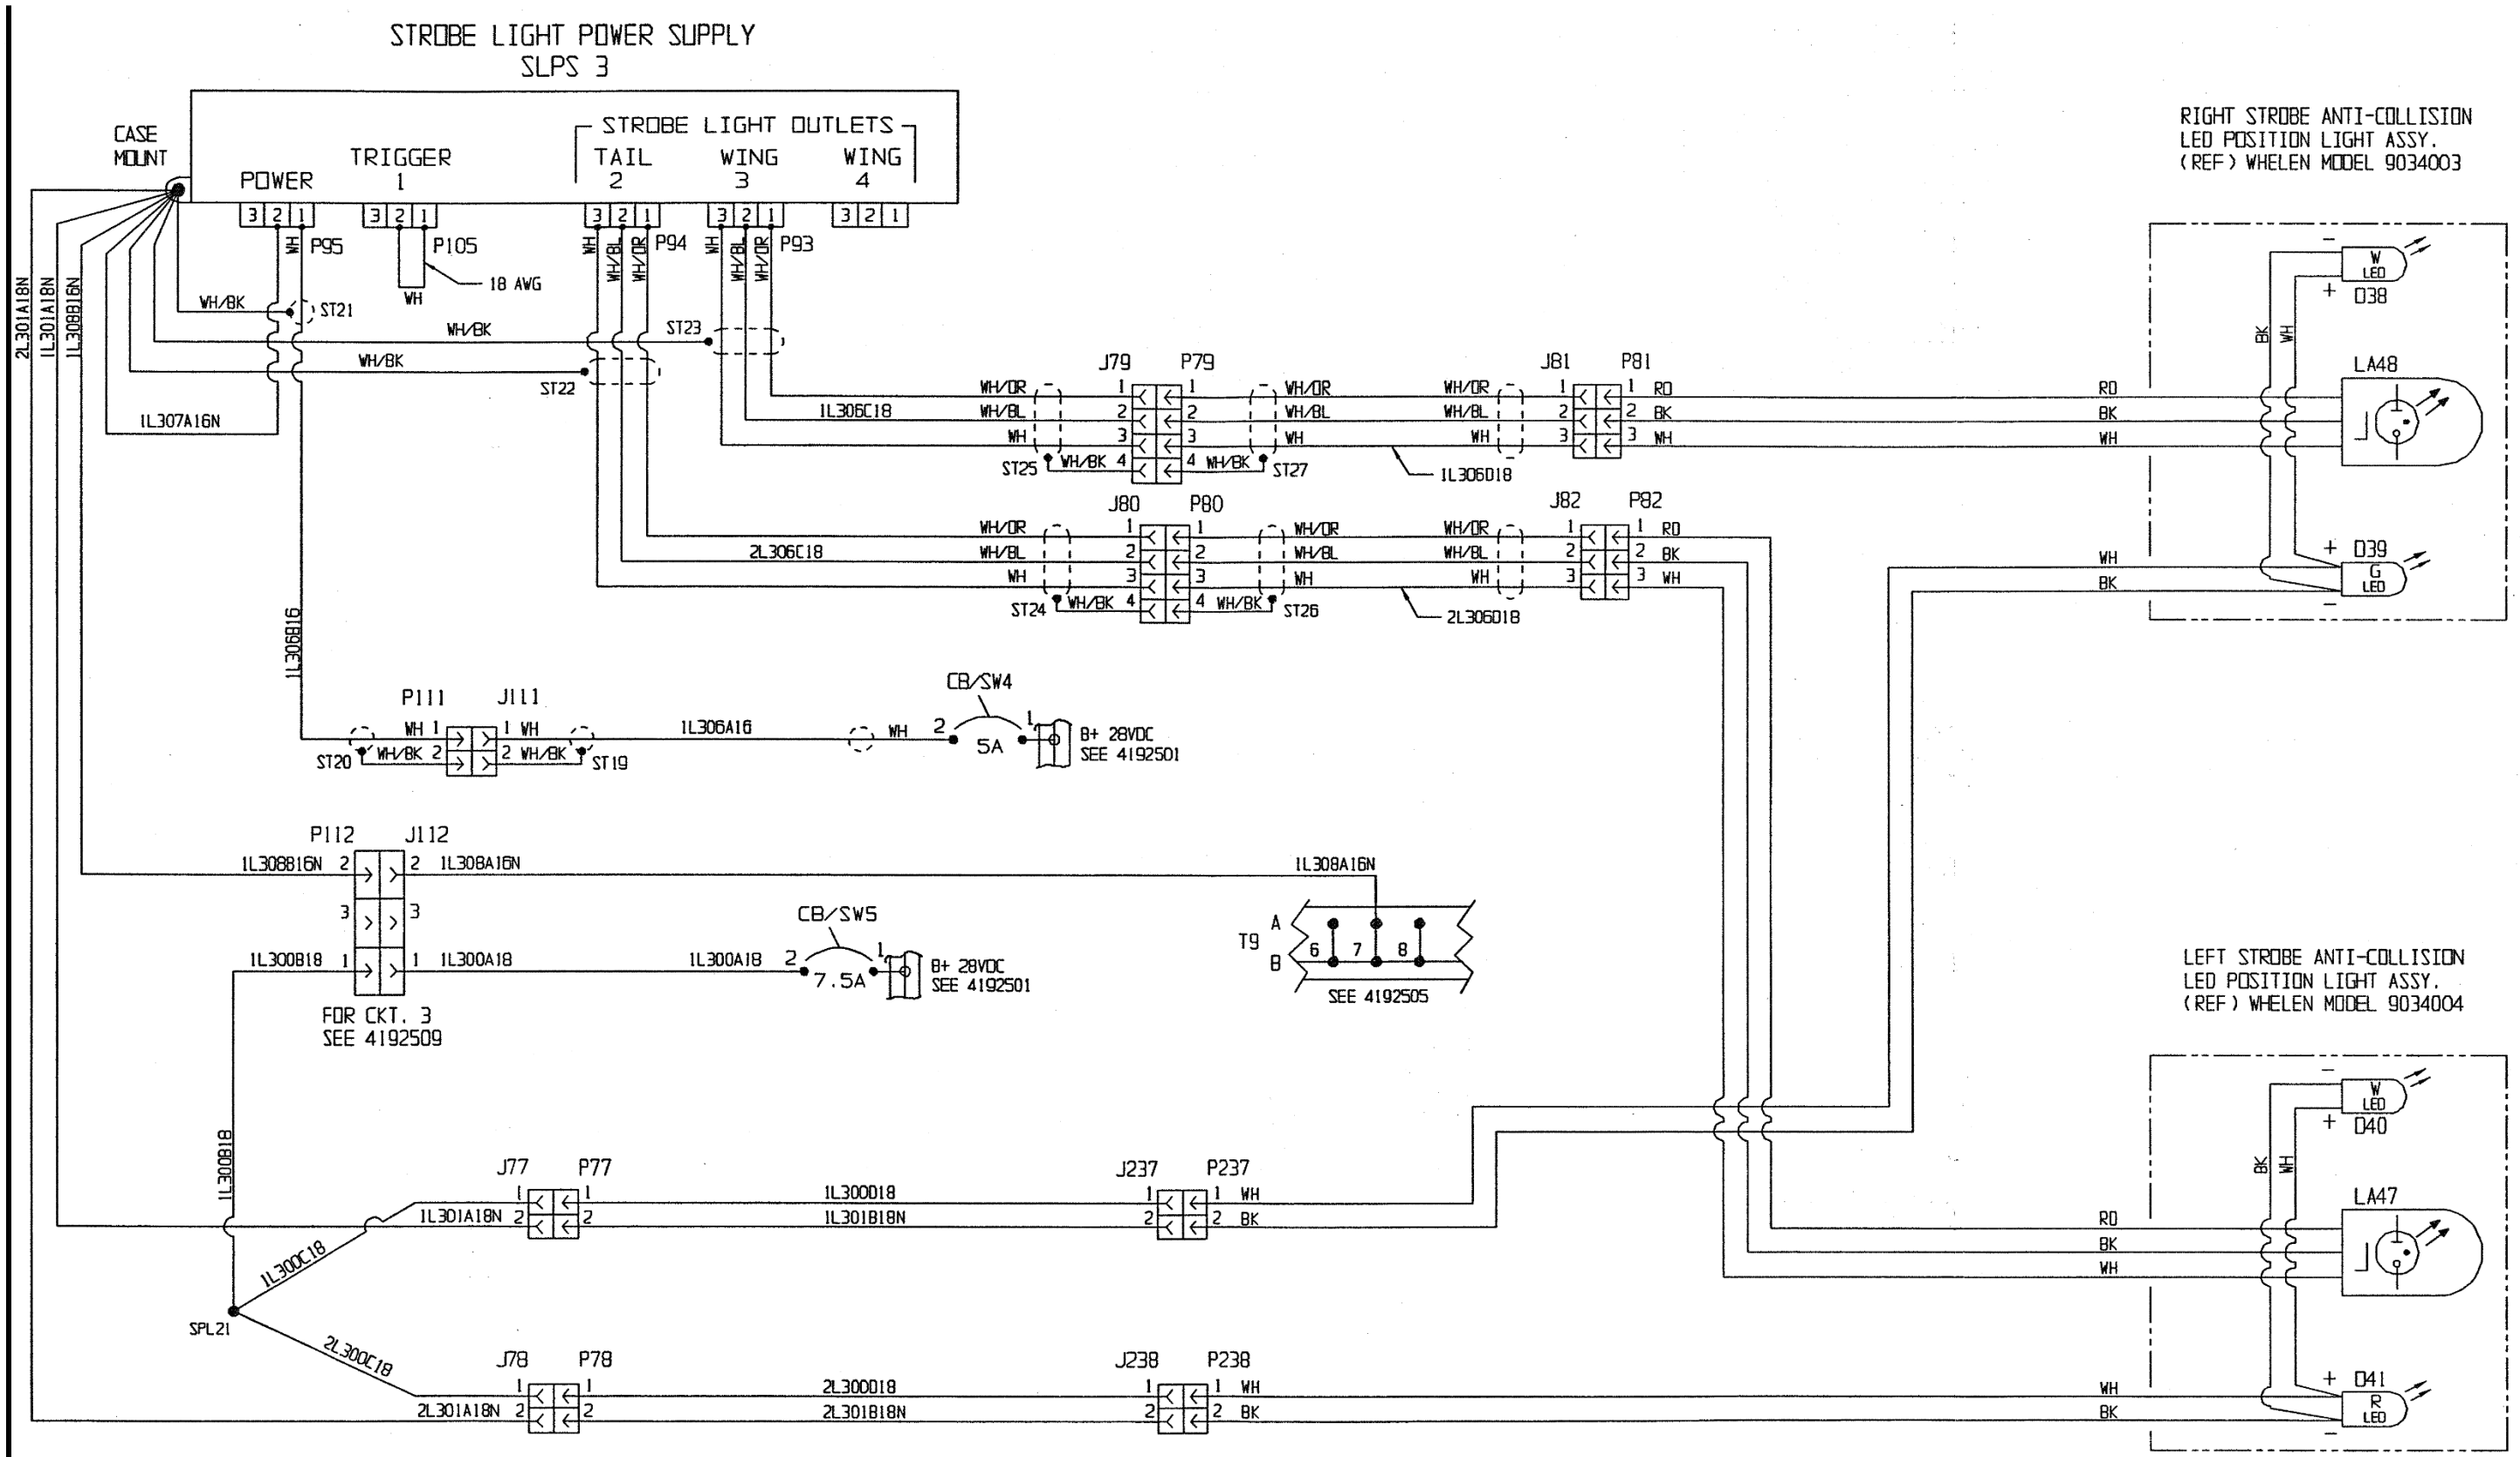 STROBE LIGHT POWER SUPPLY
SLPS 3
CASE
MOUNT
STROBE LIGHT OUTLETS
TRIGGER
1
TAIL
2
WING
3
WING
4
POWER
3 2 1
3 2 1
3 2 1
3 2 1
3 2 1
WH
P95
P105
WH
WH/BL
WH/OR
P94
WH
WH/BL
WH/OR
P93
18 AWG
WH
2L301A18N
1L301A18N
1L308B16N
WH/BK
ST21
WH/BK
ST23
WH/BK
ST22
1L307A16N
1L306B16
J79
P79
1
WH/OR
1
WH/OR
WH/OR
1L306C18
WH/BL
2
2
WH/BL
WH/BL
WH
3
3
WH
WH
ST25
WH/BK
4
4
WH/BK
ST27
1L306D18
J81
P81
1
1
RD
2
2
BK
3
3
WH
J80
P80
WH/OR
1
1
WH/OR
WH/OR
2L306C18
WH/BL
2
2
WH/BL
WH/BL
WH
3
3
WH
WH
ST24
WH/BK
4
4
WH/BK
ST26
2L306D18
J82
P82
1
1
RD
2
2
BK
3
3
WH
RIGHT STROBE ANTI-COLLISION
LED POSITION LIGHT ASSY.
(REF) WHELEN MODEL 9034003
−
W
LED
+
D38
BK
WH
LA48
RD
BK
WH
+
D39
G
LED
−
WH
BK
P111
J111
WH 1
1 WH
1L306A16
WH
2
CB/SW4
1
5A
B+ 28VDC
SEE 4192501
ST20
WH/BK 2
2 WH/BK
ST19
P112
J112
1L308B16N
2
2
1L308A16N
1L308A16N
3
3
1L300B18
1
1
1L300A18
1L300A18
2
CB/SW5
1
7.5A
B+ 28VDC
SEE 4192501
FOR CKT. 3
SEE 4192509
T9
A
B
6
7
8
SEE 4192505
1L300B18
SPL21
1L300C18
2L300C18
J77
P77
1
1
1L300D18
1L301A18N
2
2
1L301B18N
J237
P237
1
1
WH
2
2
BK
J78
P78
1
1
2L300D18
2L301A18N
2
2
2L301B18N
J238
P238
1
1
WH
2
2
BK
LEFT STROBE ANTI-COLLISION
LED POSITION LIGHT ASSY.
(REF) WHELEN MODEL 9034004
−
W
LED
+
D40
BK
WH
LA47
RD
BK
WH
+
D41
R
LED
−
WH
BK